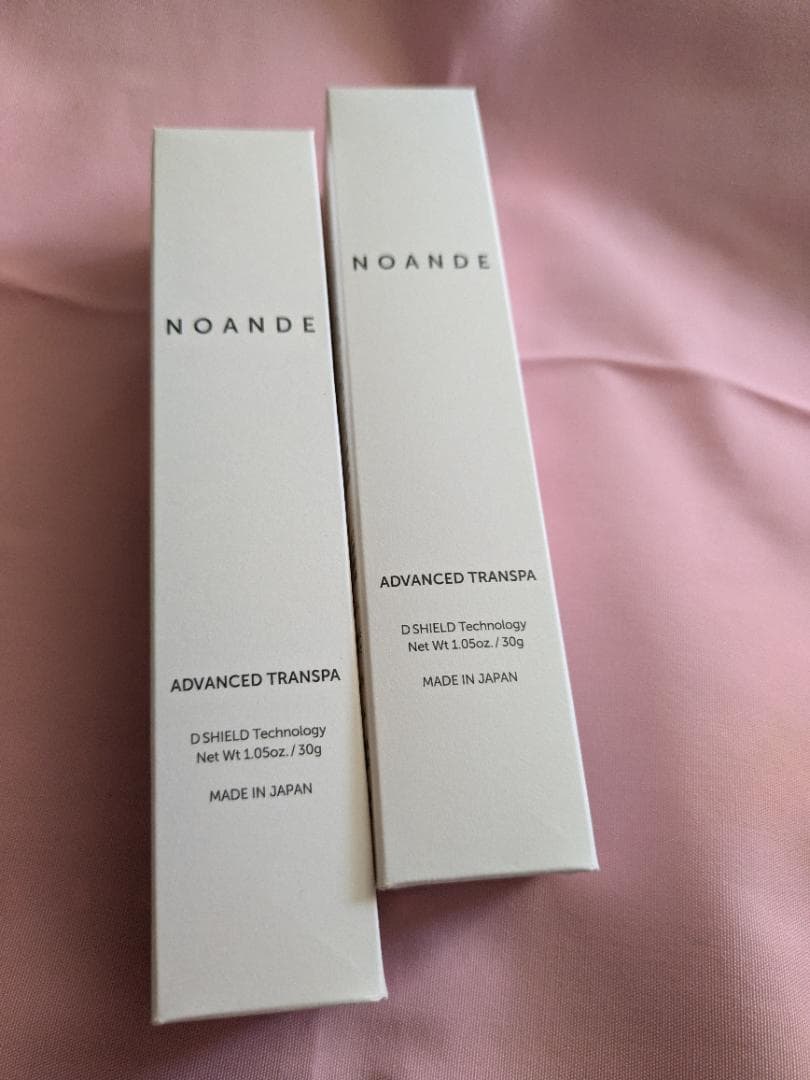 NOANDE
ADVANCED TRANSPA
D SHIELD Technology
Net Wt 1.05oz. / 30g
MADE IN JAPAN
NOANDE
ADVANCED TRANSPA
D SHIELD Technology
Net Wt 1.05oz. / 30g
MADE IN JAPAN